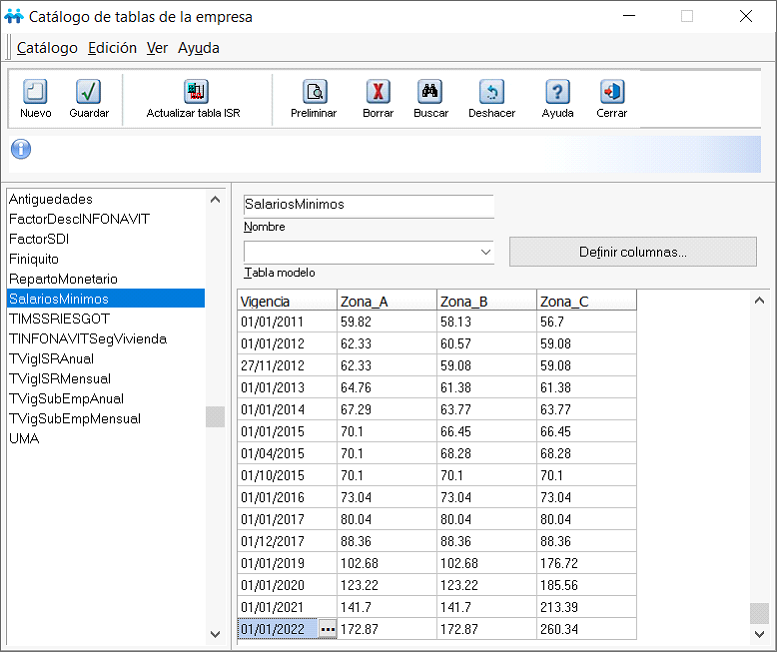 Catálogo de tablas de la empresa
Catálogo Edición Ver Ayuda
Nuevo Guardar Actualizar tabla ISR Preliminar Borrar Buscar Deshacer Ayuda Cerrar
Antiguedades
FactorDescINFONAVIT
FactorSDI
Finiquito
RepartoMonetario
SalariosMinimos
TIMSSRIESGOT
TINFONAVITSegVivienda
TVigISRAnual
TVigISRMensual
TVigSubEmpAnual
TVigSubEmpMensual
UMA
SalariosMinimos
Nombre
Definir columnas...
Tabla modelo
Vigencia Zona_A Zona_B Zona_C
01/01/2011 59.82 58.13 56.7
01/01/2012 62.33 60.57 59.08
27/11/2012 62.33 59.08 59.08
01/01/2013 64.76 61.38 61.38
01/01/2014 67.29 63.77 63.77
01/01/2015 70.1 66.45 66.45
01/04/2015 70.1 68.28 68.28
01/10/2015 70.1 70.1 70.1
01/01/2016 73.04 73.04 73.04
01/01/2017 80.04 80.04 80.04
01/12/2017 88.36 88.36 88.36
01/01/2019 102.68 102.68 176.72
01/01/2020 123.22 123.22 185.56
01/01/2021 141.7 141.7 213.39
01/01/2022 ... 172.87 172.87 260.34